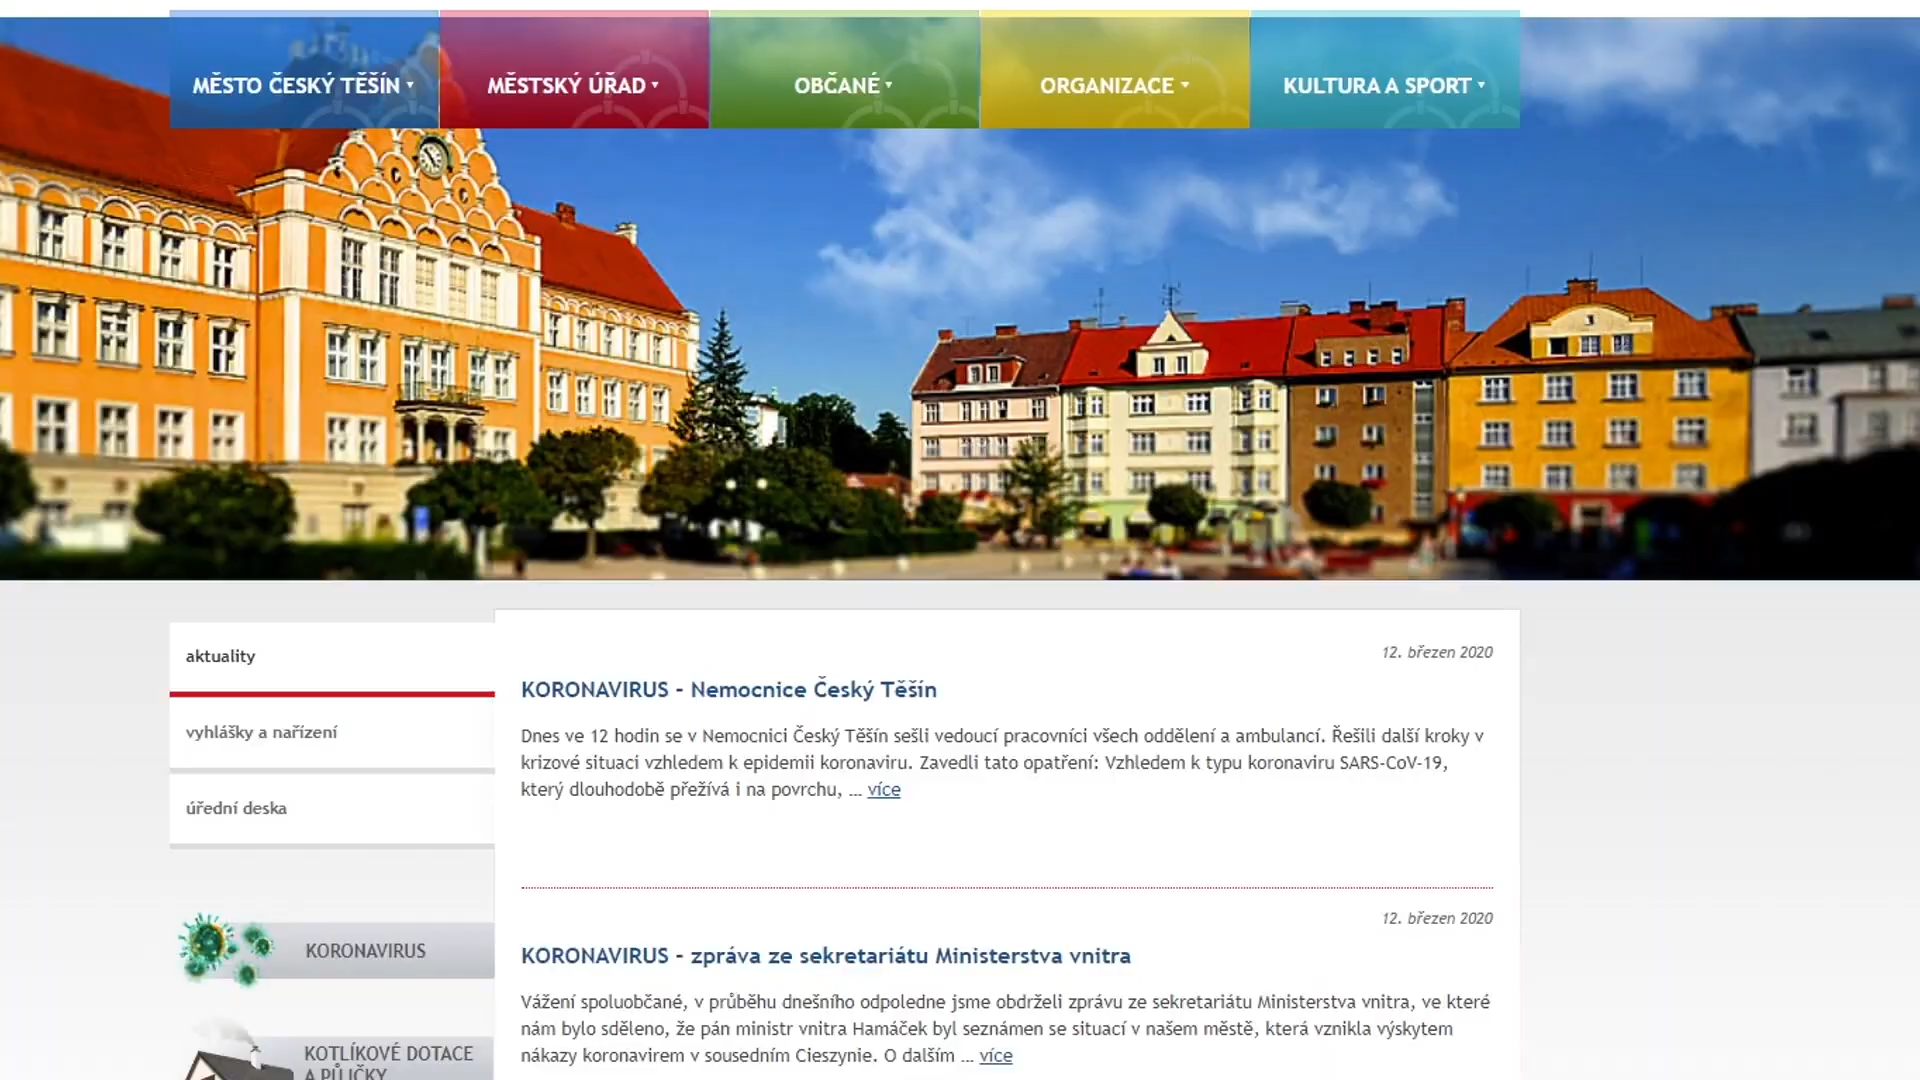 MĚSTO ČESKÝ TĚŠÍN
MĚSTSKÝ ÚŘAD
OBČANÉ
ORGANIZACE
KULTURA A SPORT
aktuality
vyhlášky a nařízení
úřední deska
KORONAVIRUS
KOTLÍKOVÉ DOTACE
A PŮJČKY
12. březen 2020
KORONAVIRUS - Nemocnice Český Těšín
Dnes ve 12 hodin se v Nemocnici Český Těšín sešli vedoucí pracovníci všech oddělení a ambulancí. Řešili další kroky v
krizové situaci vzhledem k epidemii koronaviru. Zavedli tato opatření: Vzhledem k typu koronaviru SARS-CoV-19,
který dlouhodobě přežívá i na povrchu, ... více
12. březen 2020
KORONAVIRUS - zpráva ze sekretariátu Ministerstva vnitra
Vážení spoluobčané, v průběhu dnešního odpoledne jsme obdrželi zprávu ze sekretariátu Ministerstva vnitra, ve které
nám bylo sděleno, že pán ministr vnitra Hamáček byl seznámen se situací v našem městě, která vznikla výskytem
nákazy koronavirem v sousedním Cieszynie. O dalším ... více